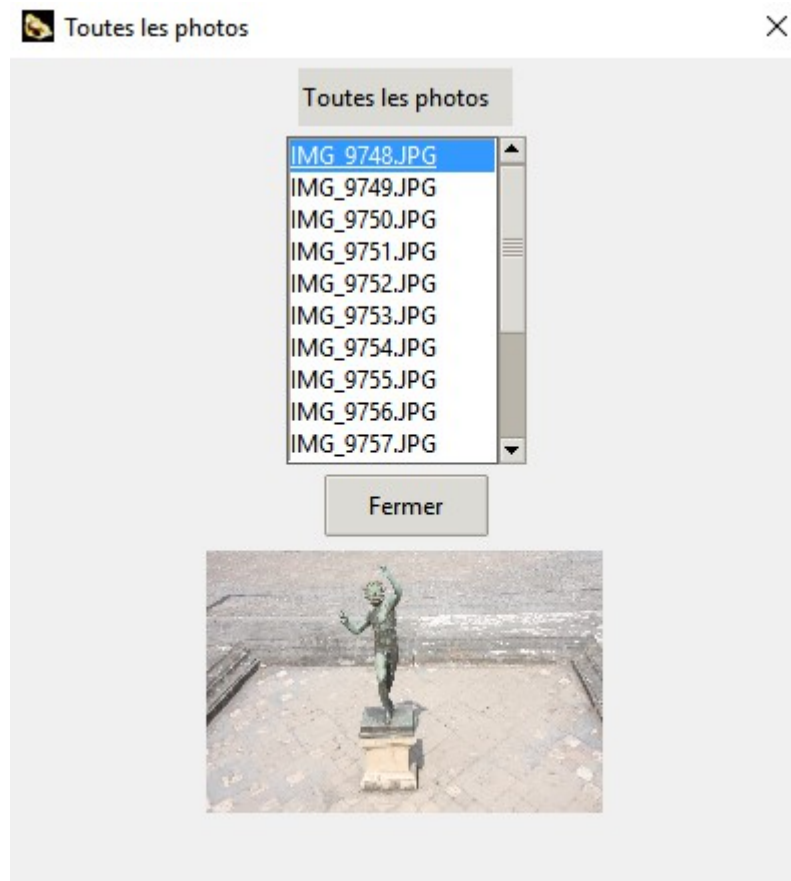 Toutes les photos
Toutes les photos
IMG_9748.JPG
IMG_9749.JPG
IMG_9750.JPG
IMG_9751.JPG
IMG_9752.JPG
IMG_9753.JPG
IMG_9754.JPG
IMG_9755.JPG
IMG_9756.JPG
IMG_9757.JPG
Fermer